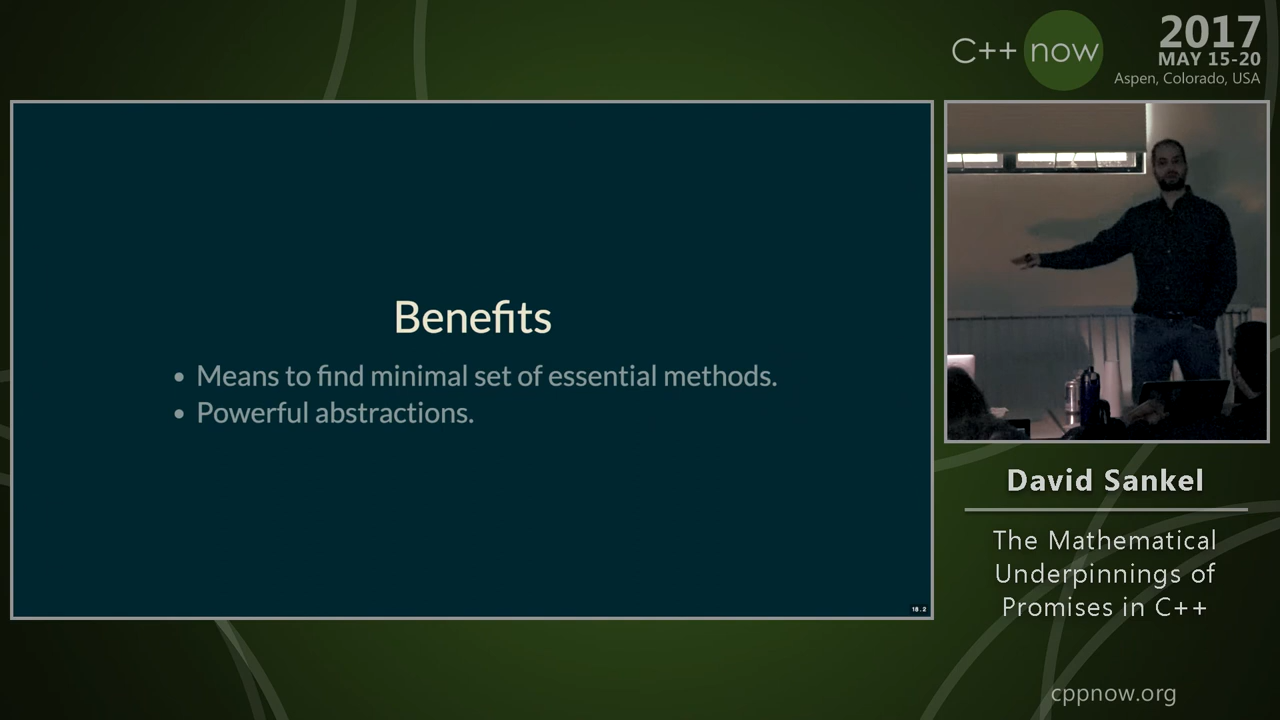 C++ now
2017
MAY 15-20
Aspen, Colorado, USA
Benefits
• Means to find minimal set of essential methods.
• Powerful abstractions.
18.2
David Sankel
The Mathematical
Underpinnings of
Promises in C++
cppnow.org